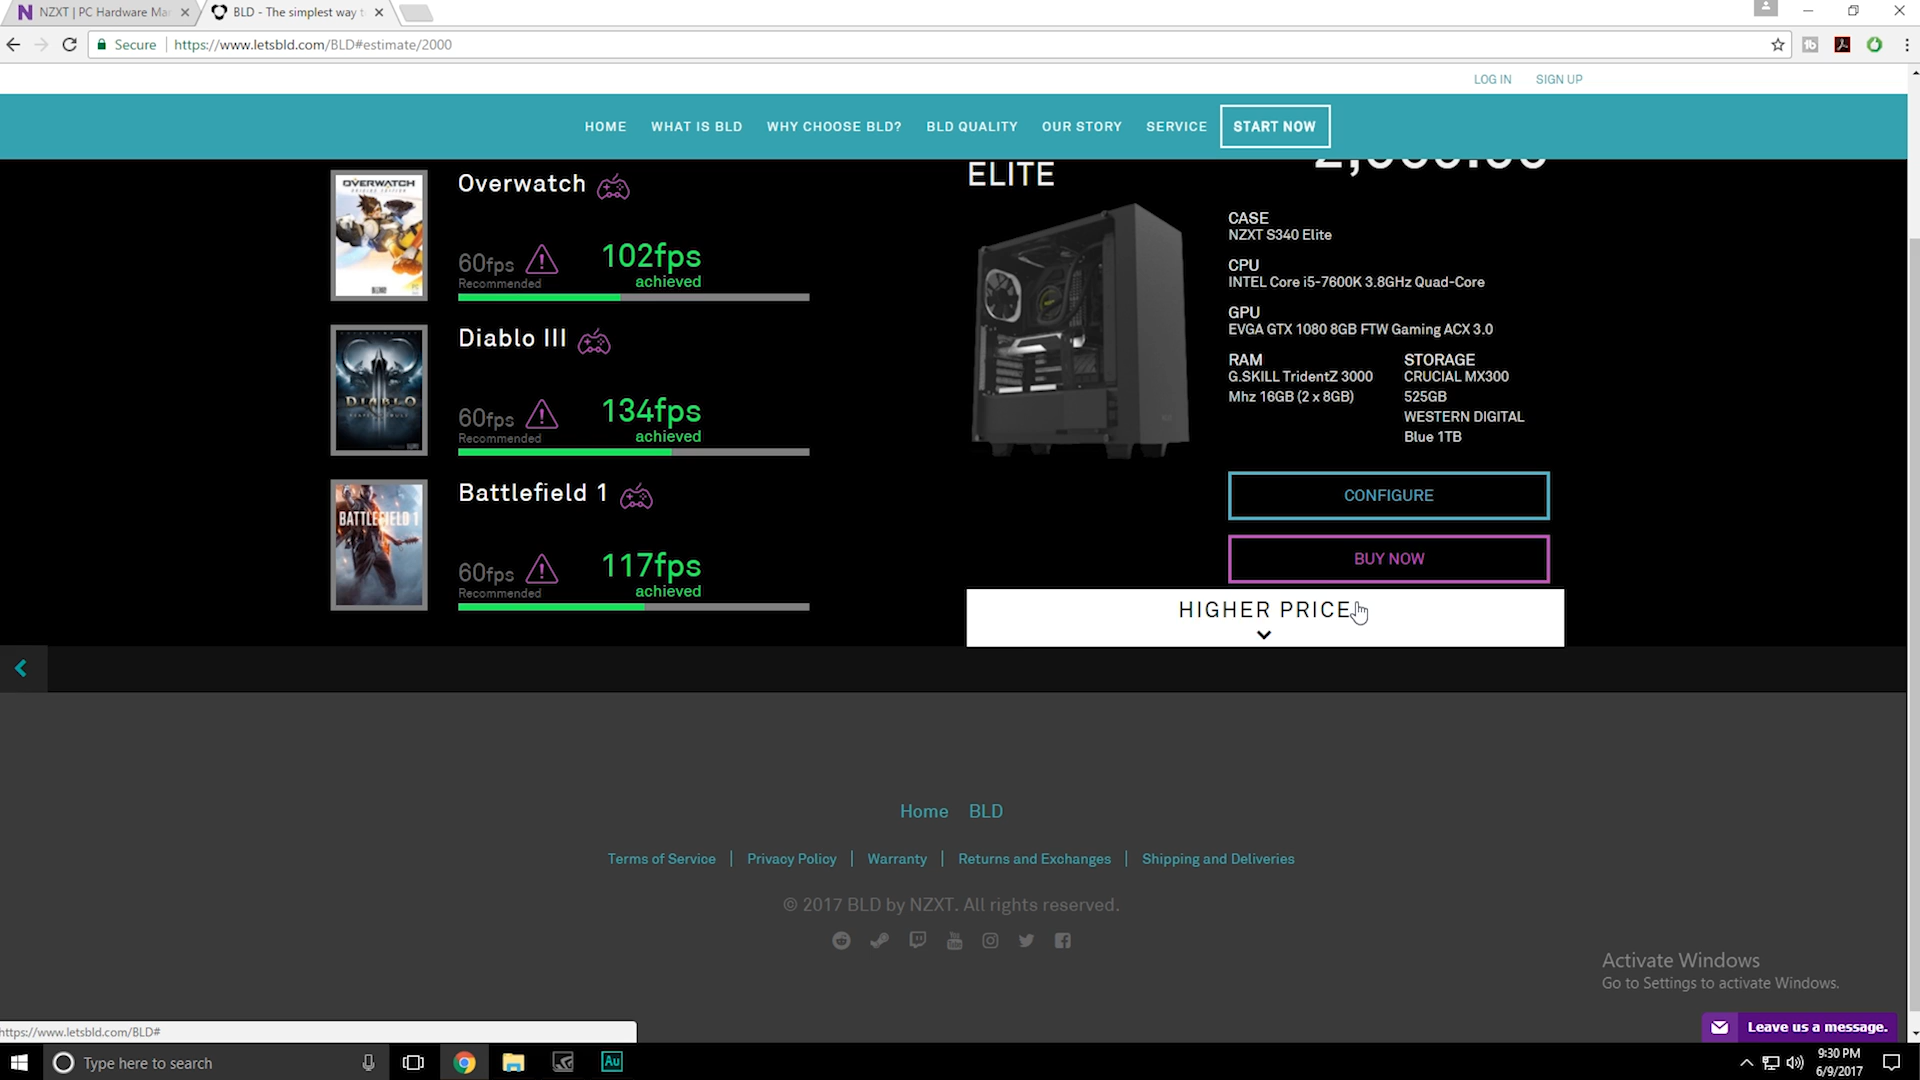 NZXT | PC Hardware Ma
BLD - The simplest way t
Secure
https://www.letsbld.com/BLD#estimate/2000
LOG IN
SIGN UP
HOME
WHAT IS BLD
WHY CHOOSE BLD?
BLD QUALITY
OUR STORY
SERVICE
START NOW
OVERWATCH
Overwatch
60fps
Recommended
102fps
achieved
DIABLO
Diablo III
60fps
Recommended
134fps
achieved
BATTLEFIELD 1
Battlefield 1
60fps
Recommended
117fps
achieved
ELITE
CASE
NZXT S340 Elite
CPU
INTEL Core i5-7600K 3.8GHz Quad-Core
GPU
EVGA GTX 1080 8GB FTW Gaming ACX 3.0
RAM
G.SKILL TridentZ 3000
Mhz 16GB (2 x 8GB)
STORAGE
CRUCIAL MX300
525GB
WESTERN DIGITAL
Blue 1TB
CONFIGURE
BUY NOW
HIGHER PRICE
Home
BLD
Terms of Service | Privacy Policy | Warranty | Returns and Exchanges | Shipping and Deliveries
© 2017 BLD by NZXT. All rights reserved.
Activate Windows
Go to Settings to activate Windows.
Leave us a message.
https://www.letsbld.com/BLD#
Type here to search
Au
9:30 PM
6/9/2017